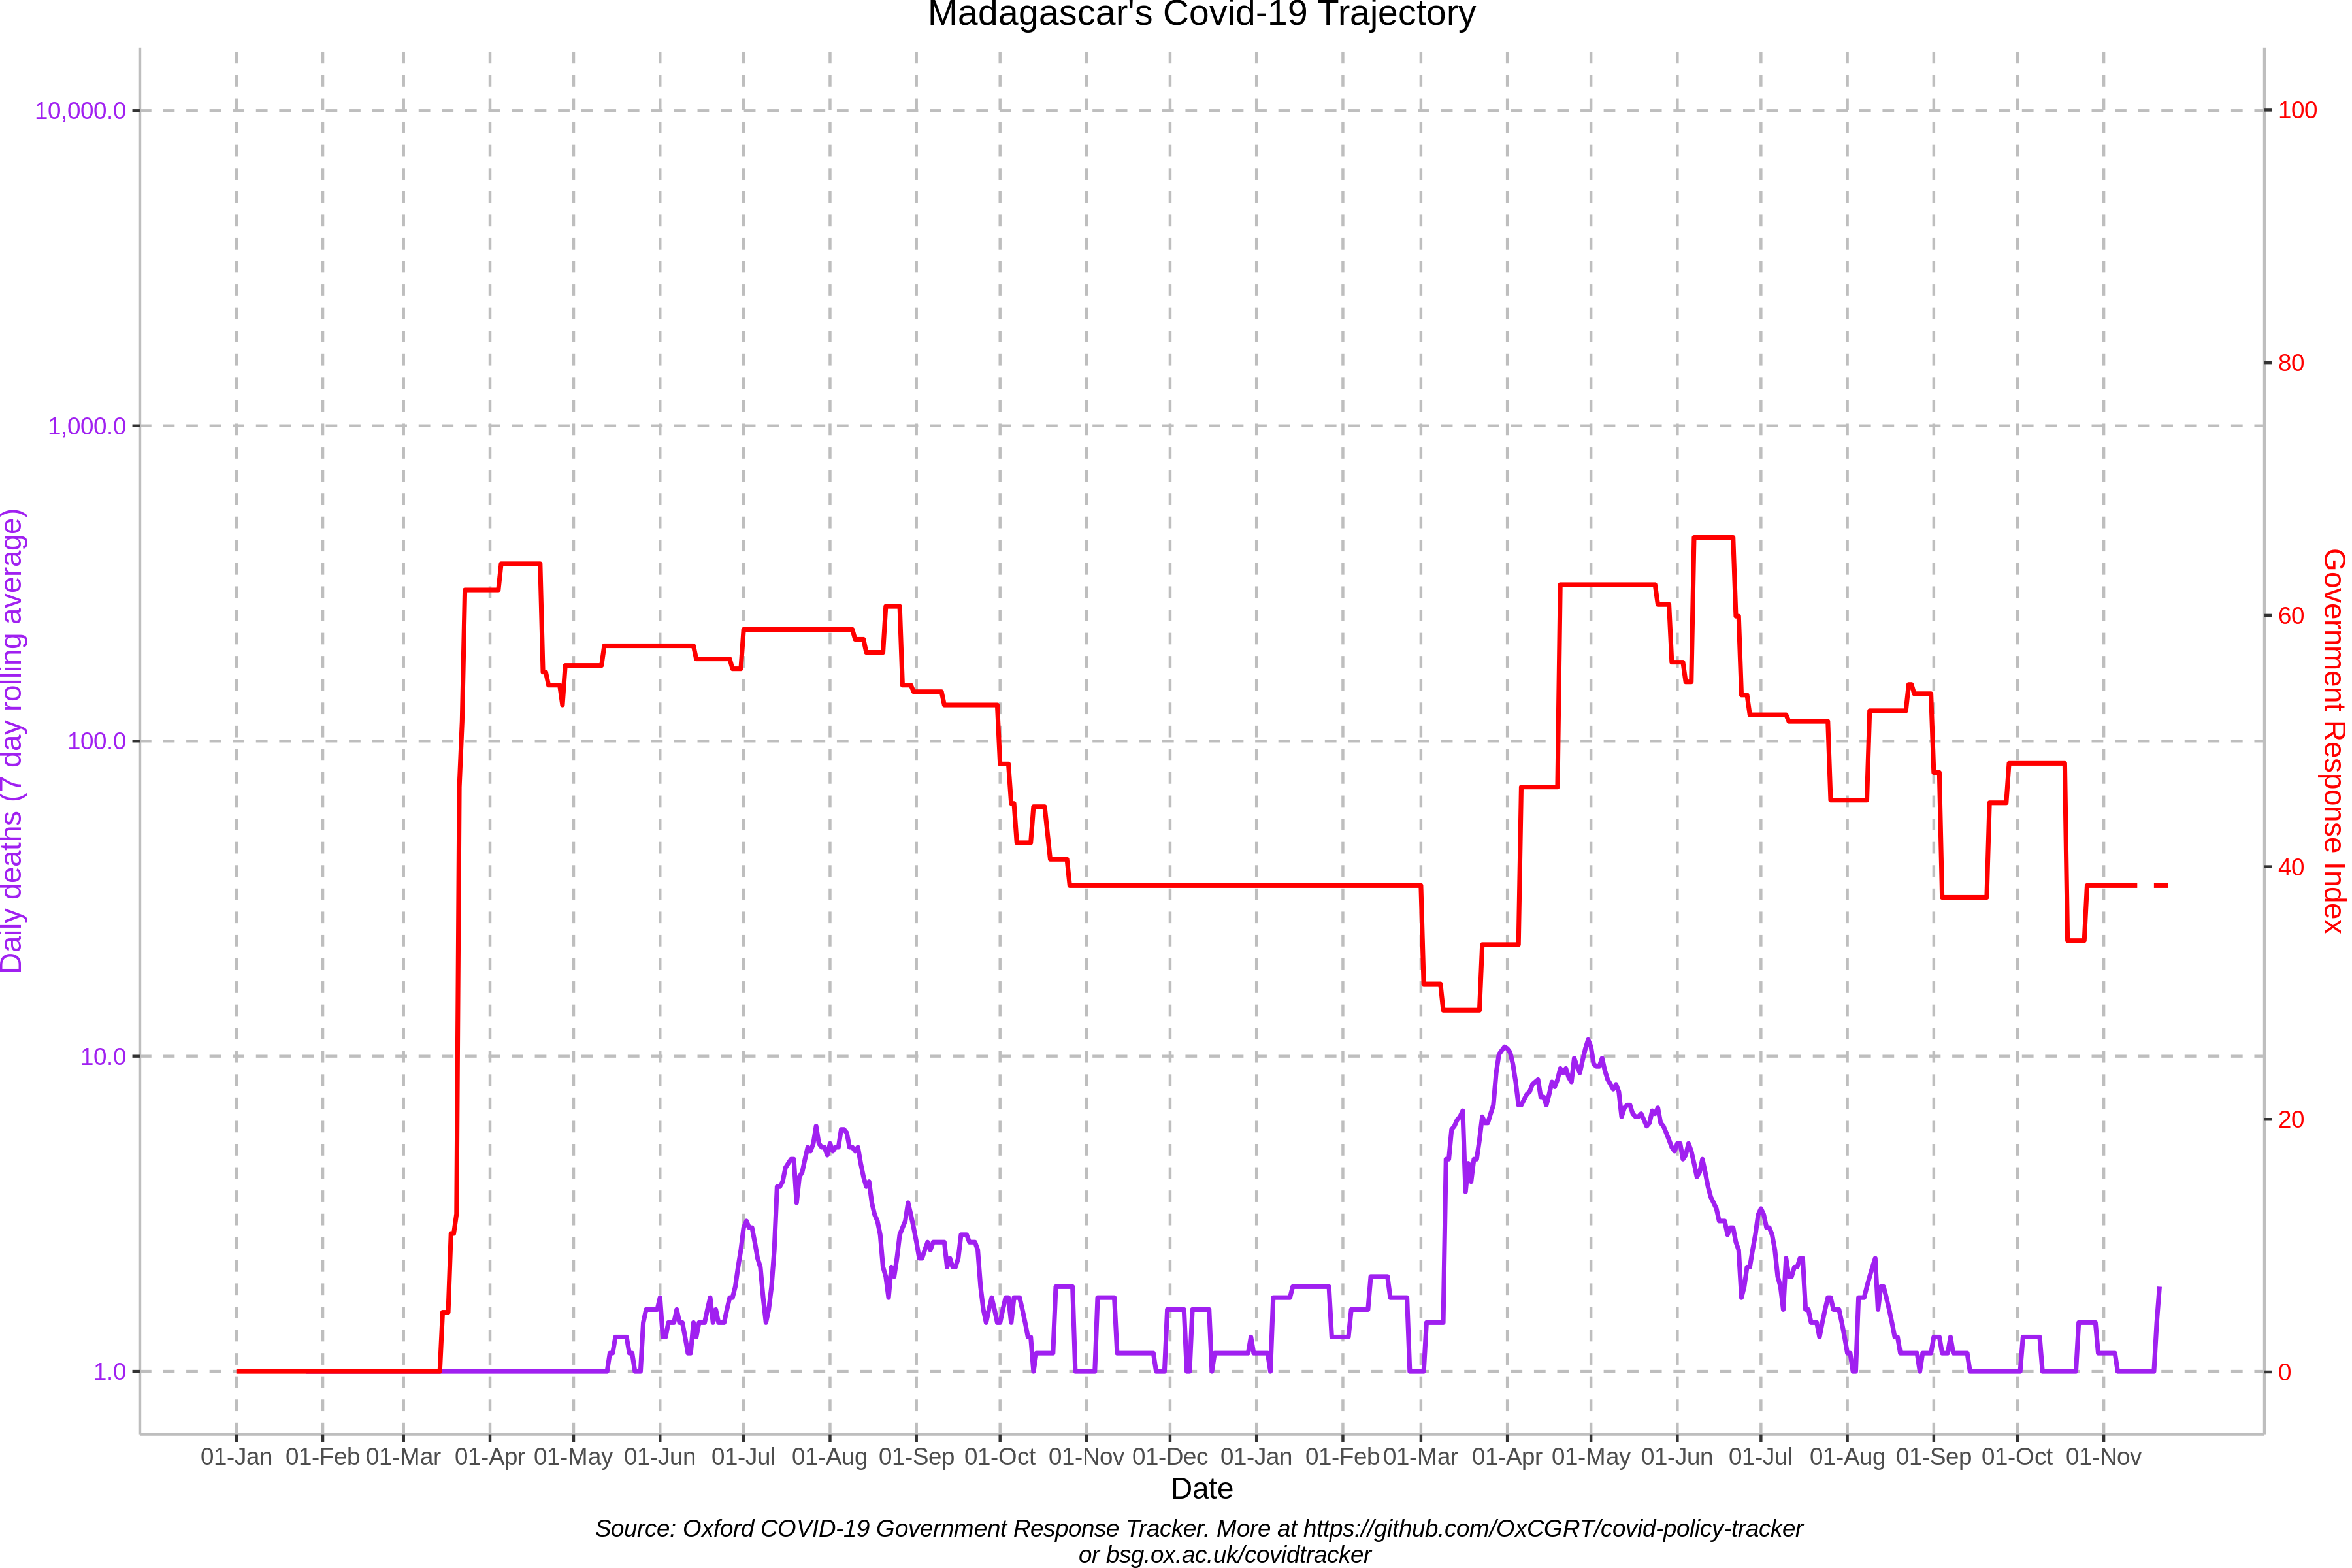 Madagascar's Covid-19 Trajectory
10,000.0
1,000.0
100.0
10.0
1.0
Daily deaths (7 day rolling average)
100
80
60
40
20
0
Government Response Index
01-Jan 01-Feb 01-Mar 01-Apr 01-May 01-Jun 01-Jul 01-Aug 01-Sep 01-Oct 01-Nov 01-Dec 01-Jan 01-Feb 01-Mar 01-Apr 01-May 01-Jun 01-Jul 01-Aug 01-Sep 01-Oct 01-Nov
Date
Source: Oxford COVID-19 Government Response Tracker. More at https://github.com/OxCGRT/covid-policy-tracker
or bsg.ox.ac.uk/covidtracker